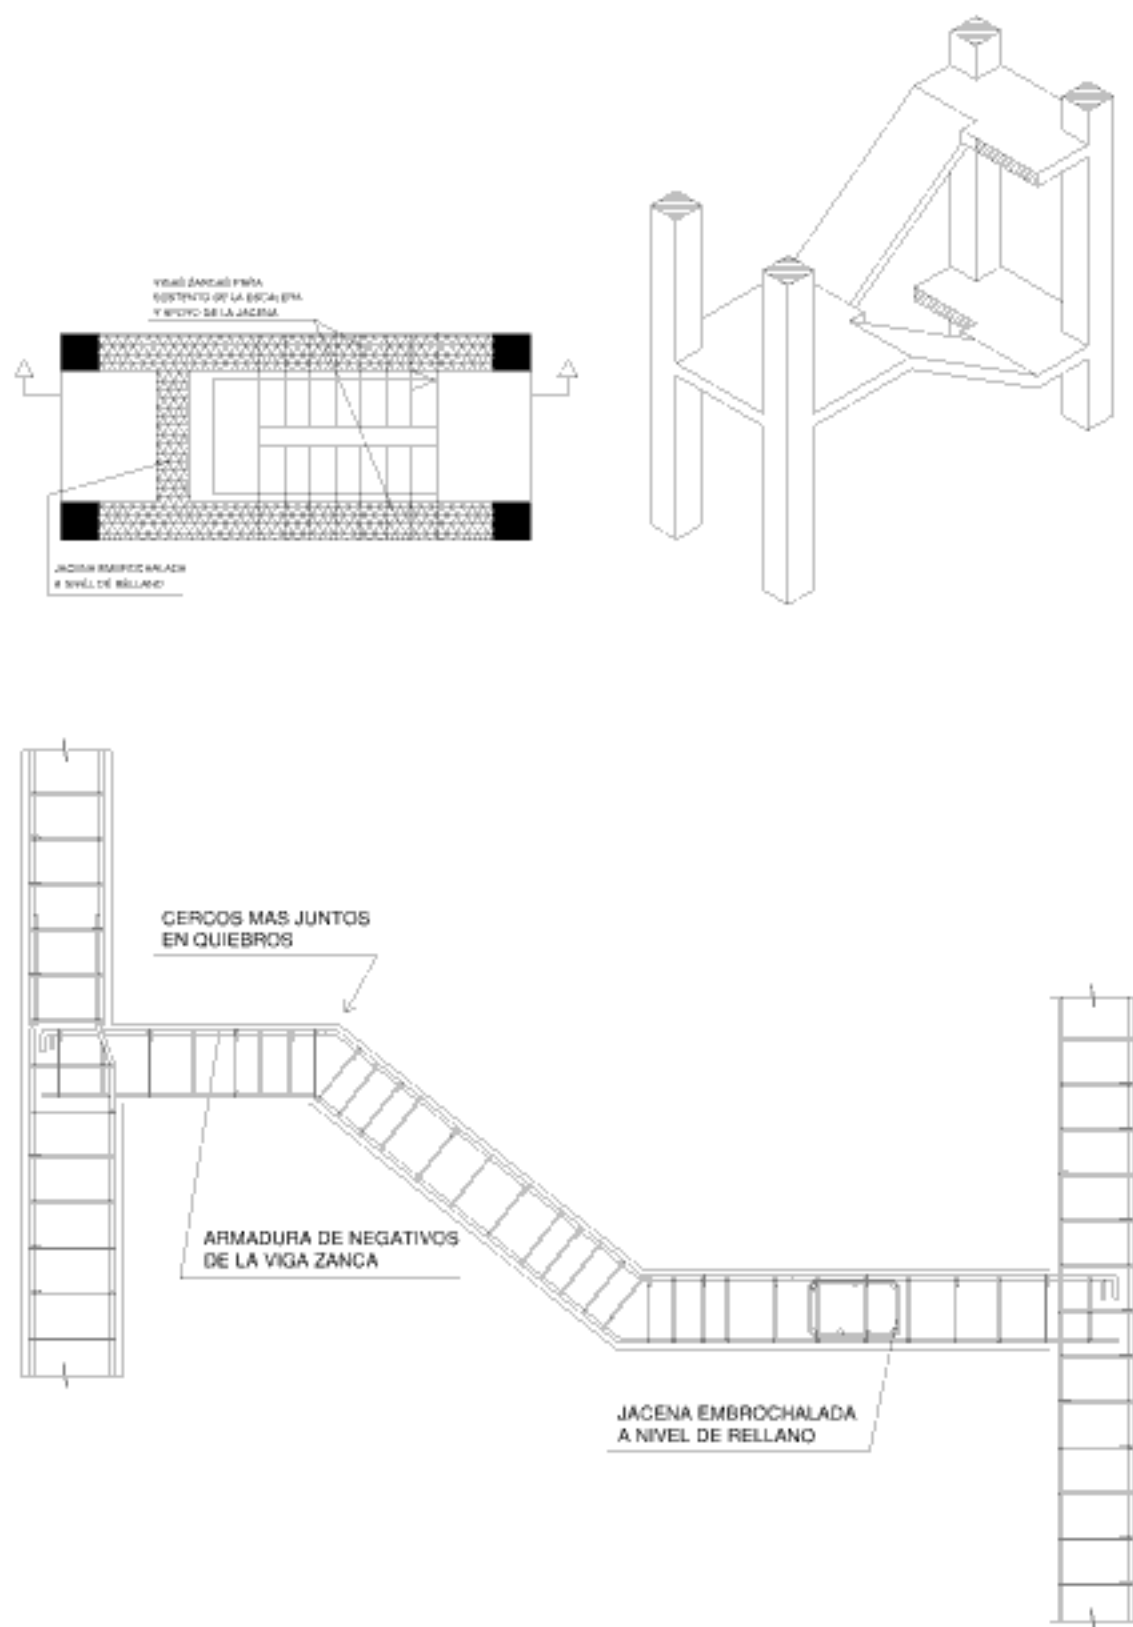 VIGAS ZANCAS PARA
SUSTENTO DE LA ESCALERA
Y APOYO DE LA JACENA
JACENA EMBROCHALADA
A NIVEL DE RELLANO
CERCOS MAS JUNTOS
EN QUIEBROS
ARMADURA DE NEGATIVOS
DE LA VIGA ZANCA
JACENA EMBROCHALADA
A NIVEL DE RELLANO